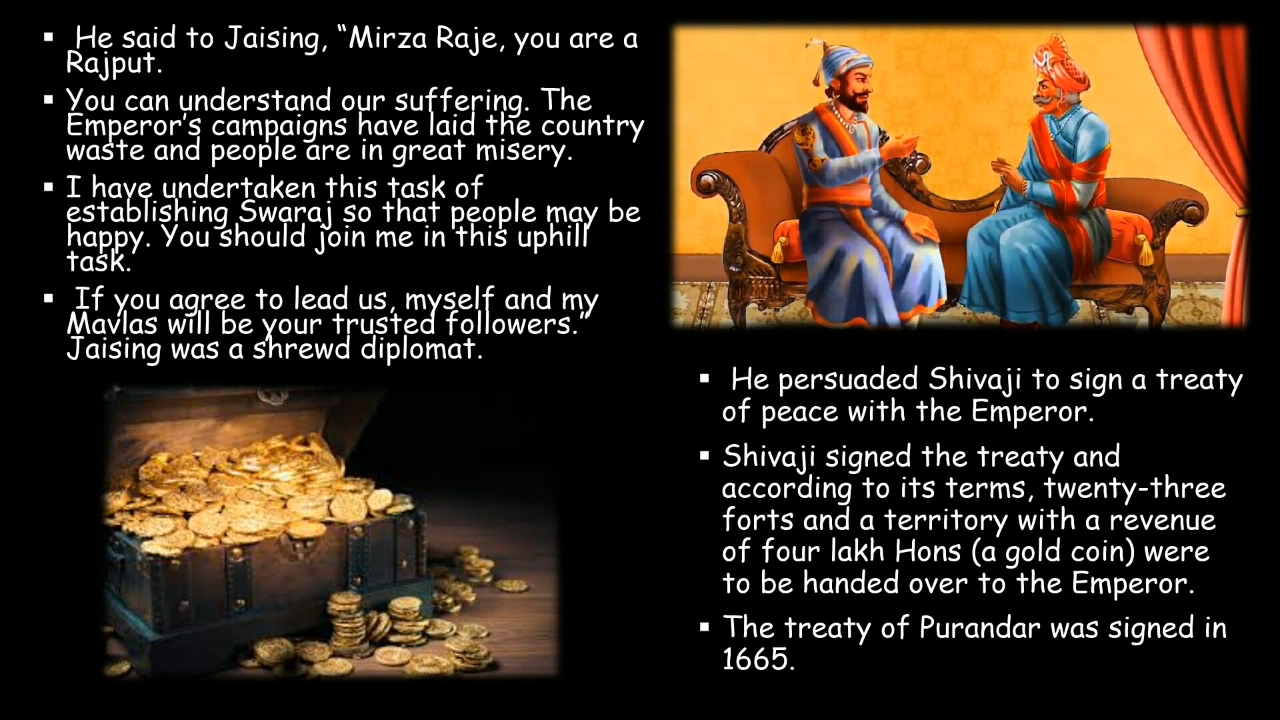 ▪ He said to Jaising, “Mirza Raje, you are a
Rajput.
▪ You can understand our suffering. The
Emperor’s campaigns have laid the country
waste and people are in great misery.
▪ I have undertaken this task of
establishing Swaraj so that people may be
happy. You should join me in this uphill
task.
▪ If you agree to lead us, myself and my
Mavlas will be your trusted followers.”
Jaising was a shrewd diplomat.
▪ He persuaded Shivaji to sign a treaty
of peace with the Emperor.
▪ Shivaji signed the treaty and
according to its terms, twenty-three
forts and a territory with a revenue
of four lakh Hons (a gold coin) were
to be handed over to the Emperor.
▪ The treaty of Purandar was signed in
1665.